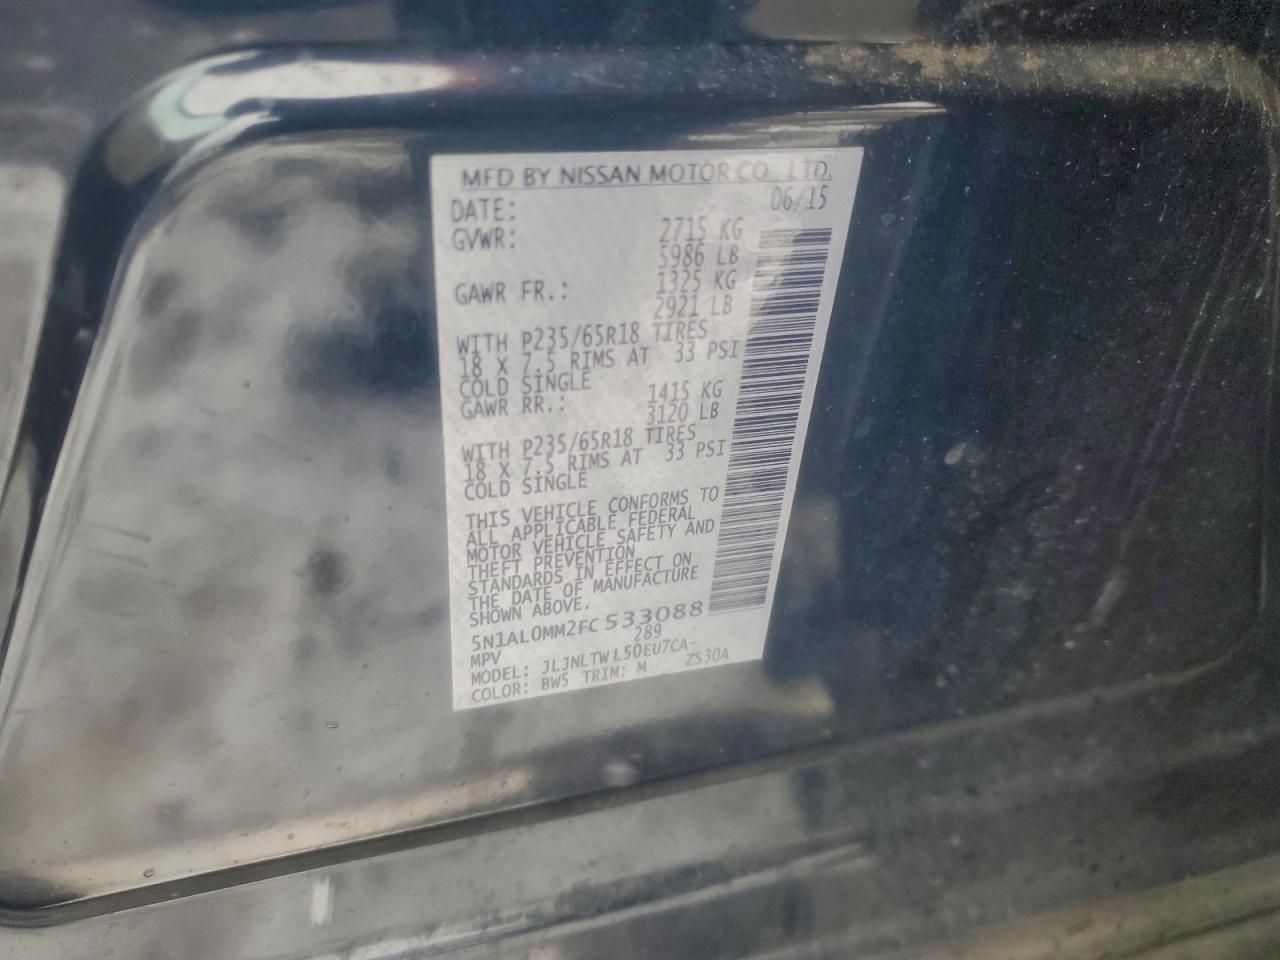 MFD BY NISSAN MOTOR CO., LTD.
DATE: 06/15
GVWR: 2715 KG
5986 LB
GAWR FR.: 1325 KG
2921 LB
WITH P235/65R18 TIRES
18 X 7.5 RIMS AT 33 PSI
COLD SINGLE
GAWR RR.: 1415 KG
3120 LB
WITH P235/65R18 TIRES
18 X 7.5 RIMS AT 33 PSI
COLD SINGLE
THIS VEHICLE CONFORMS TO
ALL APPLICABLE FEDERAL
MOTOR VEHICLE SAFETY AND
THEFT PREVENTION
STANDARDS IN EFFECT ON
THE DATE OF MANUFACTURE
SHOWN ABOVE.
5N1AL0MM2FC533088
MPV 289
MODEL: JLJNLTWL50EU7CA-
COLOR: BW5 TRIM: M ZS30A